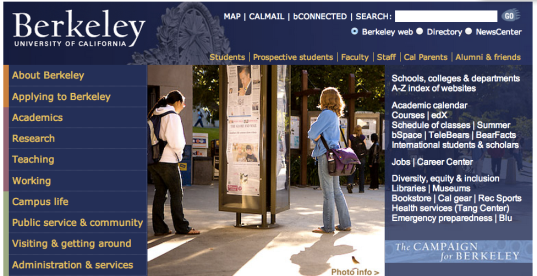 Berkeley
UNIVERSITY OF CALIFORNIA
MAP | CALMAIL | bCONNECTED | SEARCH: GO
Berkeley web Directory NewsCenter
Students | Prospective students | Faculty | Staff | Cal Parents | Alumni & friends
About Berkeley
Applying to Berkeley
Academics
Research
Teaching
Working
Campus life
Public service & community
Visiting & getting around
Administration & services
Photo info >
Schools, colleges & departments
A-Z index of websites
Academic calendar
Courses | edX
Schedule of classes | Summer
bSpace | TeleBears | BearFacts
International students & scholars
Jobs | Career Center
Diversity, equity & inclusion
Libraries | Museums
Bookstore | Cal gear | Rec Sports
Health services (Tang Center)
Emergency preparedness | Blu
The CAMPAIGN
for BERKELEY